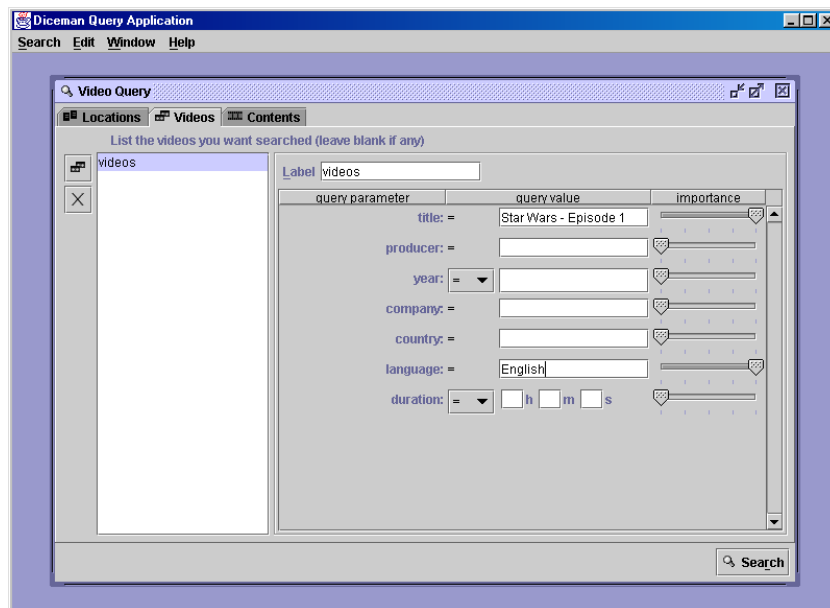 Diceman Query Application
Search Edit Window Help
Video Query
Locations Videos Contents
List the videos you want searched (leave blank if any)
videos
Label videos
query parameter query value importance
title: = Star Wars - Episode 1
producer: =
year: =
company: =
country: =
language: = English
duration: = h m s
Search